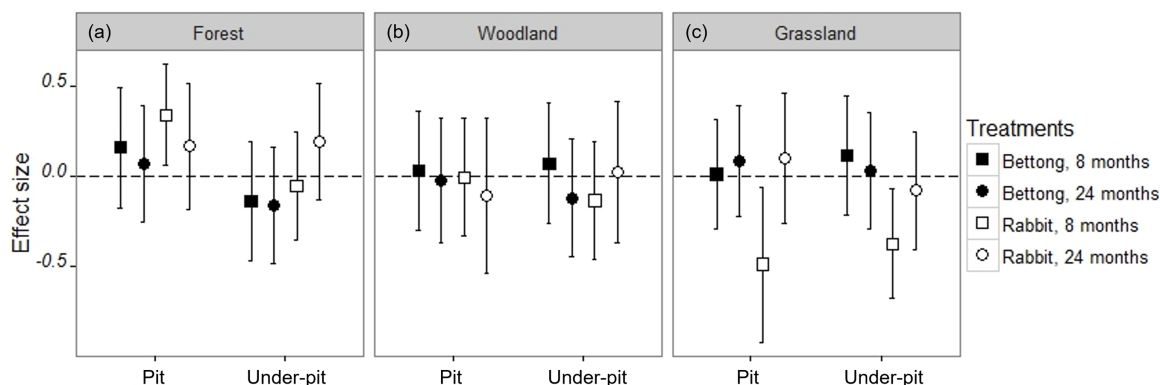 (a) Forest (b) Woodland (c) Grassland
Effect size
0.5
0.0
-0.5
Pit Under-pit Pit Under-pit Pit Under-pit
Treatments
Bettong, 8 months
Bettong, 24 months
Rabbit, 8 months
Rabbit, 24 months